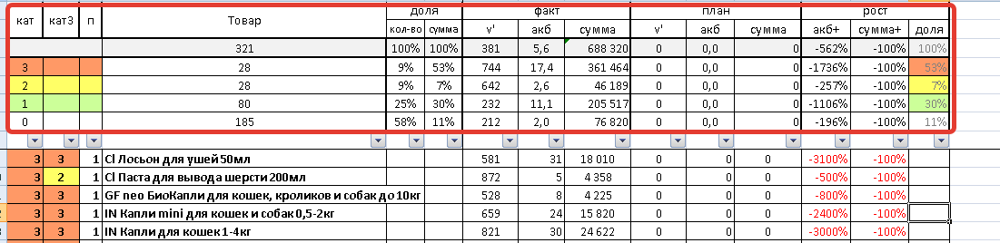 доля факт план рост
кат кат3 п Товар кол-во сумма v' акб сумма v' акб сумма акб+ сумма+ доля
321 100% 100% 381 5,6 688 320 0 0,0 0 -562% -100% 100%
3 28 9% 53% 744 17,4 361 464 0 0,0 0 -1736% -100% 53%
2 28 9% 7% 642 2,6 46 189 0 0,0 0 -257% -100% 7%
1 80 25% 30% 232 11,1 205 517 0 0,0 0 -1106% -100% 30%
0 185 58% 11% 212 2,0 76 820 0 0,0 0 -196% -100% 11%
3 3 1 Cl Лосьон для ушей 50мл 581 31 18 010 0 0 0 -3100% -100%
3 2 1 Cl Паста для вывода шерсти 200мл 872 5 4 358 0 0 0 -500% -100%
3 3 1 GF neo БиоКапли для кошек, кроликов и собак до 10кг 528 8 4 225 0 0 0 -800% -100%
3 3 1 IN Капли mini для кошек и собак 0,5-2кг 659 24 15 820 0 0 0 -2400% -100%
3 3 1 IN Капли для кошек 1-4кг 821 30 24 622 0 0 0 -3000% -100%